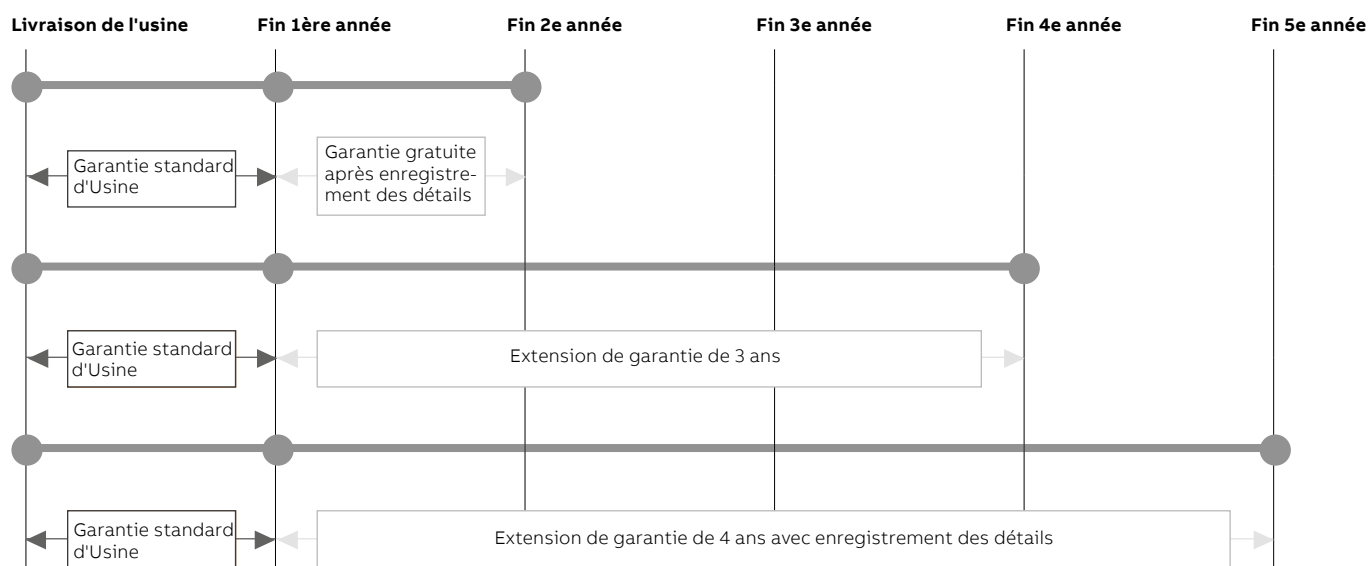 Livraison de l'usine Fin 1ère année Fin 2e année Fin 3e année Fin 4e année Fin 5e année
Garantie standard
d'Usine
Garantie gratuite
après enregistre-
ment des détails
Garantie standard
d'Usine
Extension de garantie de 3 ans
Garantie standard
d'Usine
Extension de garantie de 4 ans avec enregistrement des détails